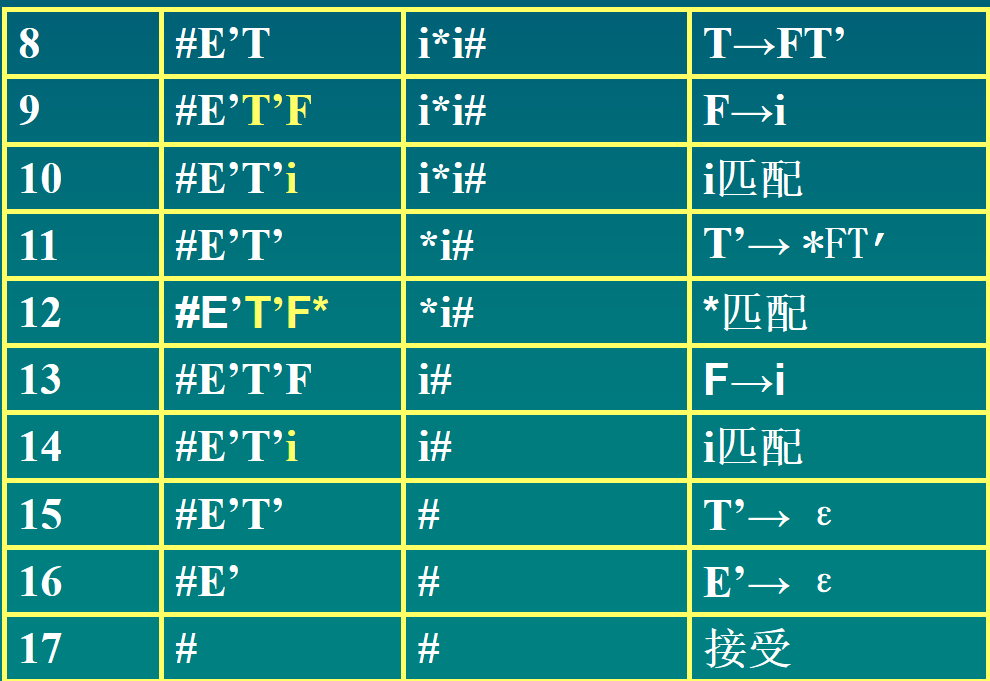 8 #E’T i*i# T→FT’
9 #E’T’F i*i# F→i
10 #E’T’i i*i# i匹配
11 #E’T’ *i# T’→ *FT′
12 #E’T’F* *i# *匹配
13 #E’T’F i# F→i
14 #E’T’i i# i匹配
15 #E’T’ # T’→ ε
16 #E’ # E’→ ε
17 # # 接受